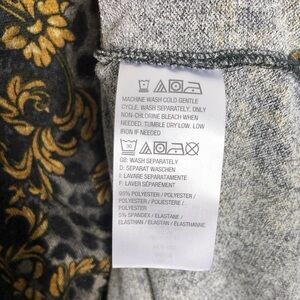 MACHINE WASH COLD GENTLE
CYCLE. WASH SEPARATELY, ONLY
NON-CHLORINE BLEACH WHEN
NEEDED. TUMBLE DRY LOW. LOW
IRON IF NEEDED
30
GB: WASH SEPARATELY
D: SEPARAT WASCHEN
I: LAVARE SEPARATAMENTE
F: LAVER SÉPARÉMENT
95% POLYESTER / POLYESTER /
POLYESTER / POLIESTERE /
POLYESTER
5% SPANDEX / ELASTANE /
ELASTHAN / ELASTAN / ELASTHANNE